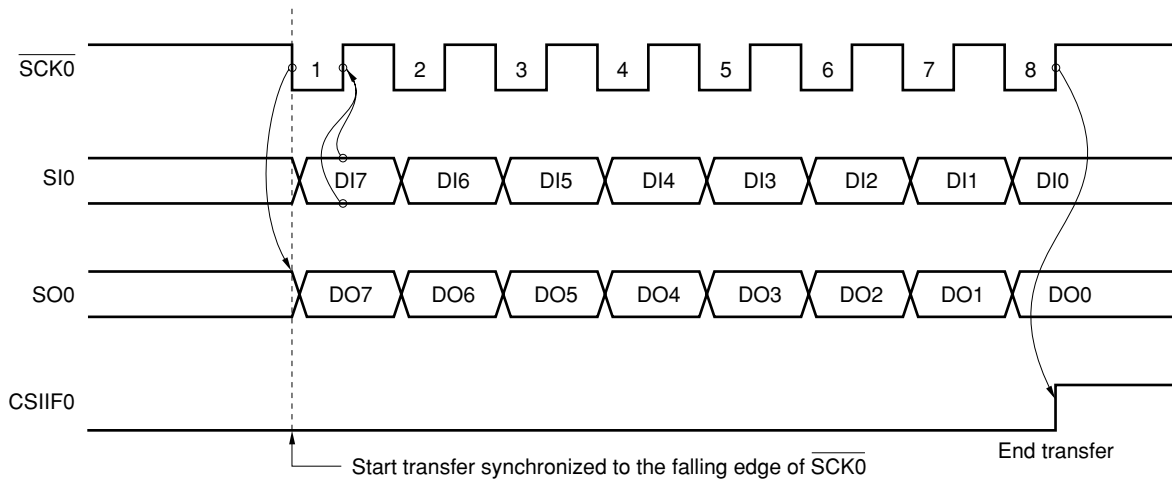 SCK0 1 2 3 4 5 6 7 8
SI0 DI7 DI6 DI5 DI4 DI3 DI2 DI1 DI0
SO0 DO7 DO6 DO5 DO4 DO3 DO2 DO1 DO0
CSIIF0
End transfer
Start transfer synchronized to the falling edge of SCK0